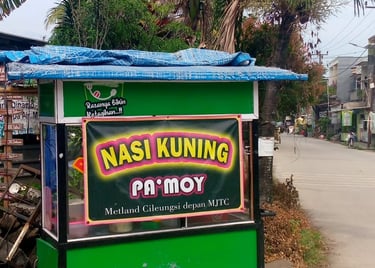 Rasanya Bikin
Ketagihan..!!
NASI KUNING
PA'MOY
Metland Cileungsi depan MJTC